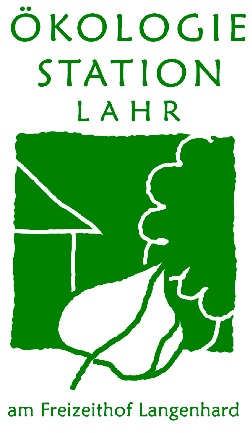 ÖKOLOGIE
STATION
LAHR
am Freizeithof Langenhard